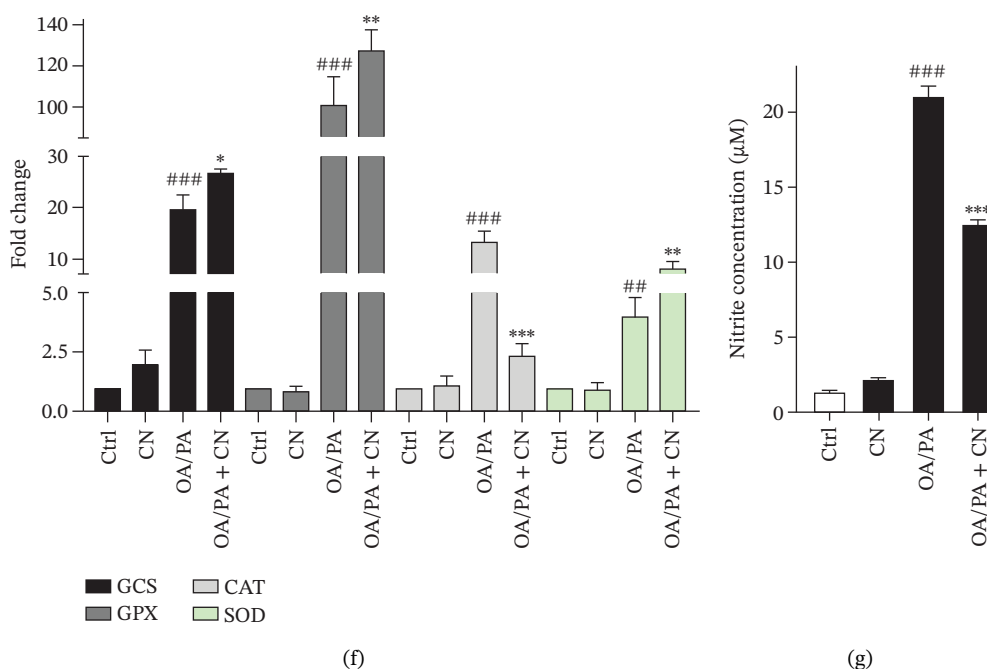 140
120
100
30
20
10
5.0
2.5
0.0
Fold change
###
*
###
**
###
***
##
**
Ctrl
CN
OA/PA
OA/PA + CN
Ctrl
CN
OA/PA
OA/PA + CN
Ctrl
CN
OA/PA
OA/PA + CN
Ctrl
CN
OA/PA
OA/PA + CN
GCS
GPX
CAT
SOD
(f)
20
15
10
5
0
Nitrite concentration (μM)
###
***
Ctrl
CN
OA/PA
OA/PA + CN
(g)